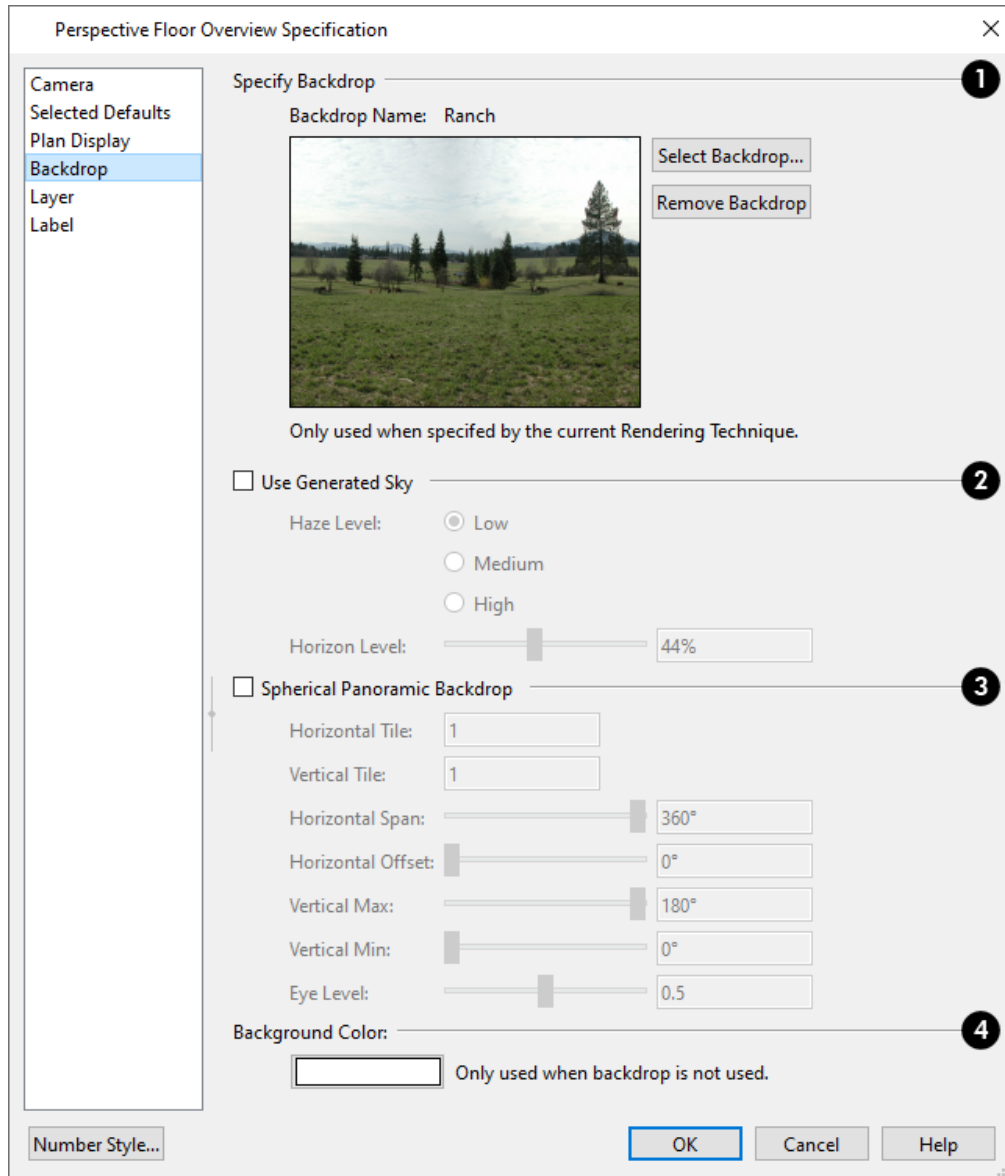 Perspective Floor Overview Specification
Camera
Selected Defaults
Plan Display
Backdrop
Layer
Label
Specify Backdrop 1
Backdrop Name: Ranch
Select Backdrop...
Remove Backdrop
Only used when specifed by the current Rendering Technique.
Use Generated Sky 2
Haze Level: Low
Medium
High
Horizon Level: 44%
Spherical Panoramic Backdrop 3
Horizontal Tile: 1
Vertical Tile: 1
Horizontal Span: 360°
Horizontal Offset: 0°
Vertical Max: 180°
Vertical Min: 0°
Eye Level: 0.5
Background Color: 4
Only used when backdrop is not used.
Number Style... OK Cancel Help